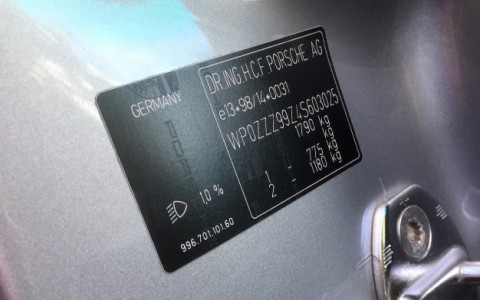 GERMANY
DR.ING.H.C.F.PORSCHE AG
e13*98/14*0031
WP0ZZZ99Z4S603025
1790 kg
1 - 775 kg
2 - 1180 kg
1,0 %
996.701.101.60